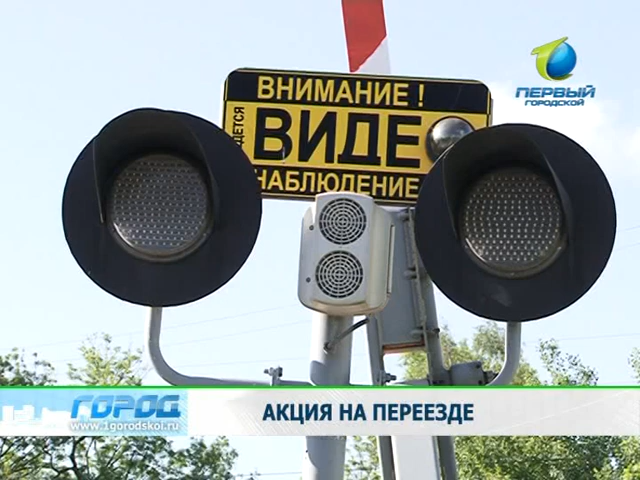 ВНИМАНИЕ !
ВИДЕ
НАБЛЮДЕНИЕ
ПЕРВЫЙ
ГОРОДСКОЙ
ГОРОД
www.1gorodskoi.ru
АКЦИЯ НА ПЕРЕЕЗДЕ